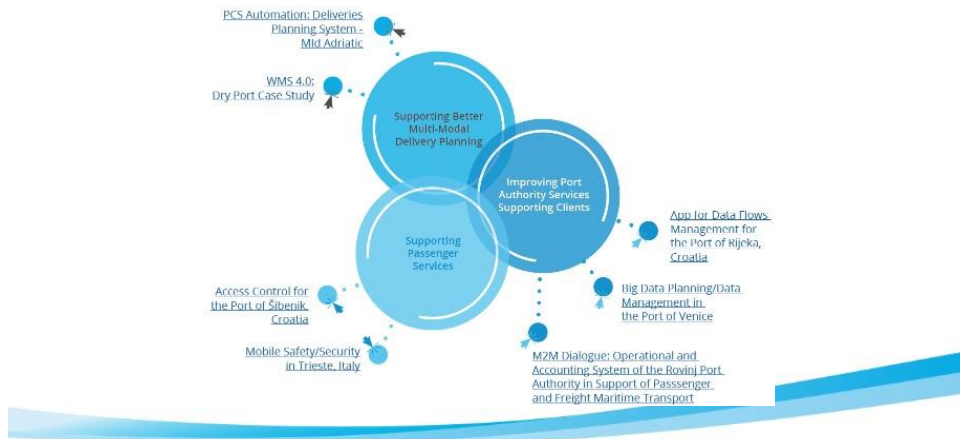 PCS Automation: Deliveries
Planning System -
Mid Adriatic
WMS 4.0:
Dry Port Case Study
Supporting Better
Multi-Modal
Delivery Planning
Improving Port
Authority Services
Supporting Clients
Supporting
Passenger
Services
App for Data Flows
Management for
the Port of Rijeka,
Croatia
Big Data Planning/Data
Management in
the Port of Venice
Access Control for
the Port of Šibenik,
Croatia
Mobile Safety/Security
in Trieste, Italy
M2M Dialogue: Operational and
Accounting System of the Rovinj Port
Authority in Support of Passsenger
and Freight Maritime Transport